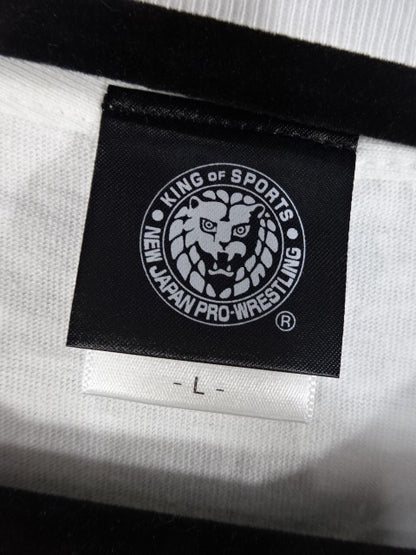 KING OF SPORTS
• NEW JAPAN PRO-WRESTLING •
®
- L -